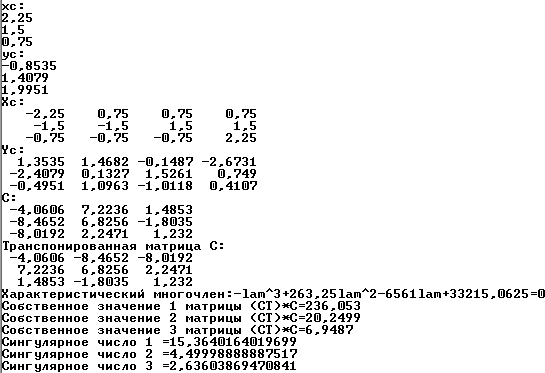 xc:
2,25
1,5
0,75
yc:
-0,8535
1,4079
1,9951
Xc:
-2,25 0,75 0,75 0,75
-1,5 -1,5 1,5 1,5
-0,75 -0,75 -0,75 2,25
Yc:
1,3535 1,4682 -0,1487 -2,6731
-2,4079 0,1327 1,5261 0,749
-0,4951 1,0963 -1,0118 0,4107
C:
-4,0606 7,2236 1,4853
-8,4652 6,8256 -1,8035
-8,0192 2,2471 1,232
Транспонированная матрица C:
-4,0606 -8,4652 -8,0192
7,2236 6,8256 2,2471
1,4853 -1,8035 1,232
Характеристический многочлен:-lam^3+263,25lam^2-6561lam+33215,0625=0
Собственное значение 1 матрицы (CT)*C=236,053
Собственное значение 2 матрицы (CT)*C=20,2499
Собственное значение 3 матрицы (CT)*C=6,9487
Сингулярное число 1 =15,3640164019699
Сингулярное число 2 =4,49998888887517
Сингулярное число 3 =2,63603869470841